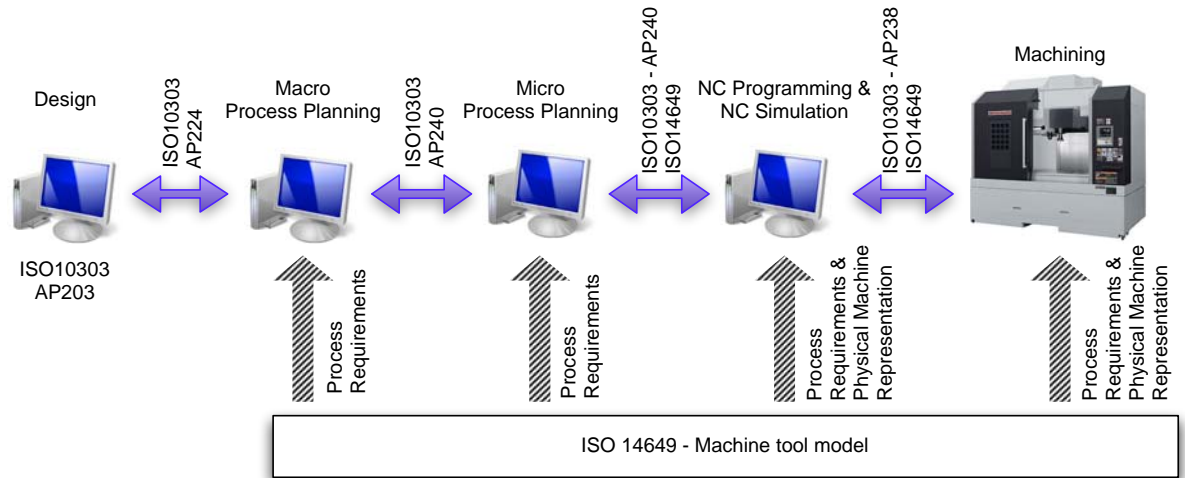 Design
ISO10303
AP224
Macro
Process Planning
ISO10303
AP240
Micro
Process Planning
ISO10303 - AP240
ISO14649
NC Programming &
NC Simulation
ISO10303 - AP238
ISO14649
Machining
ISO10303
AP203
Process
Requirements
Process
Requirements
Process
Requirements &
Physical Machine
Representation
Process
Requirements &
Physical Machine
Representation
ISO 14649 - Machine tool model